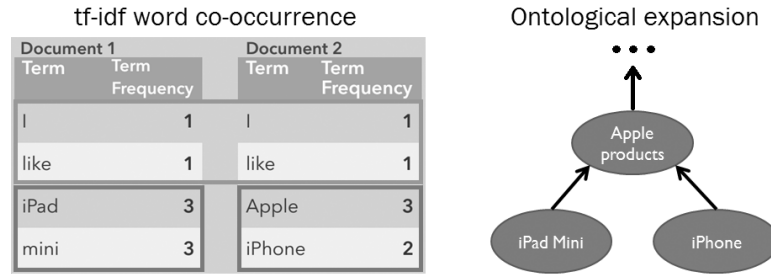 tf-idf word co-occurrence
Document 1 Document 2
Term Term Frequency Term Term Frequency
I 1 I 1
like 1 like 1
iPad 3 Apple 3
mini 3 iPhone 2
Ontological expansion
•••
Apple
products
iPad Mini iPhone